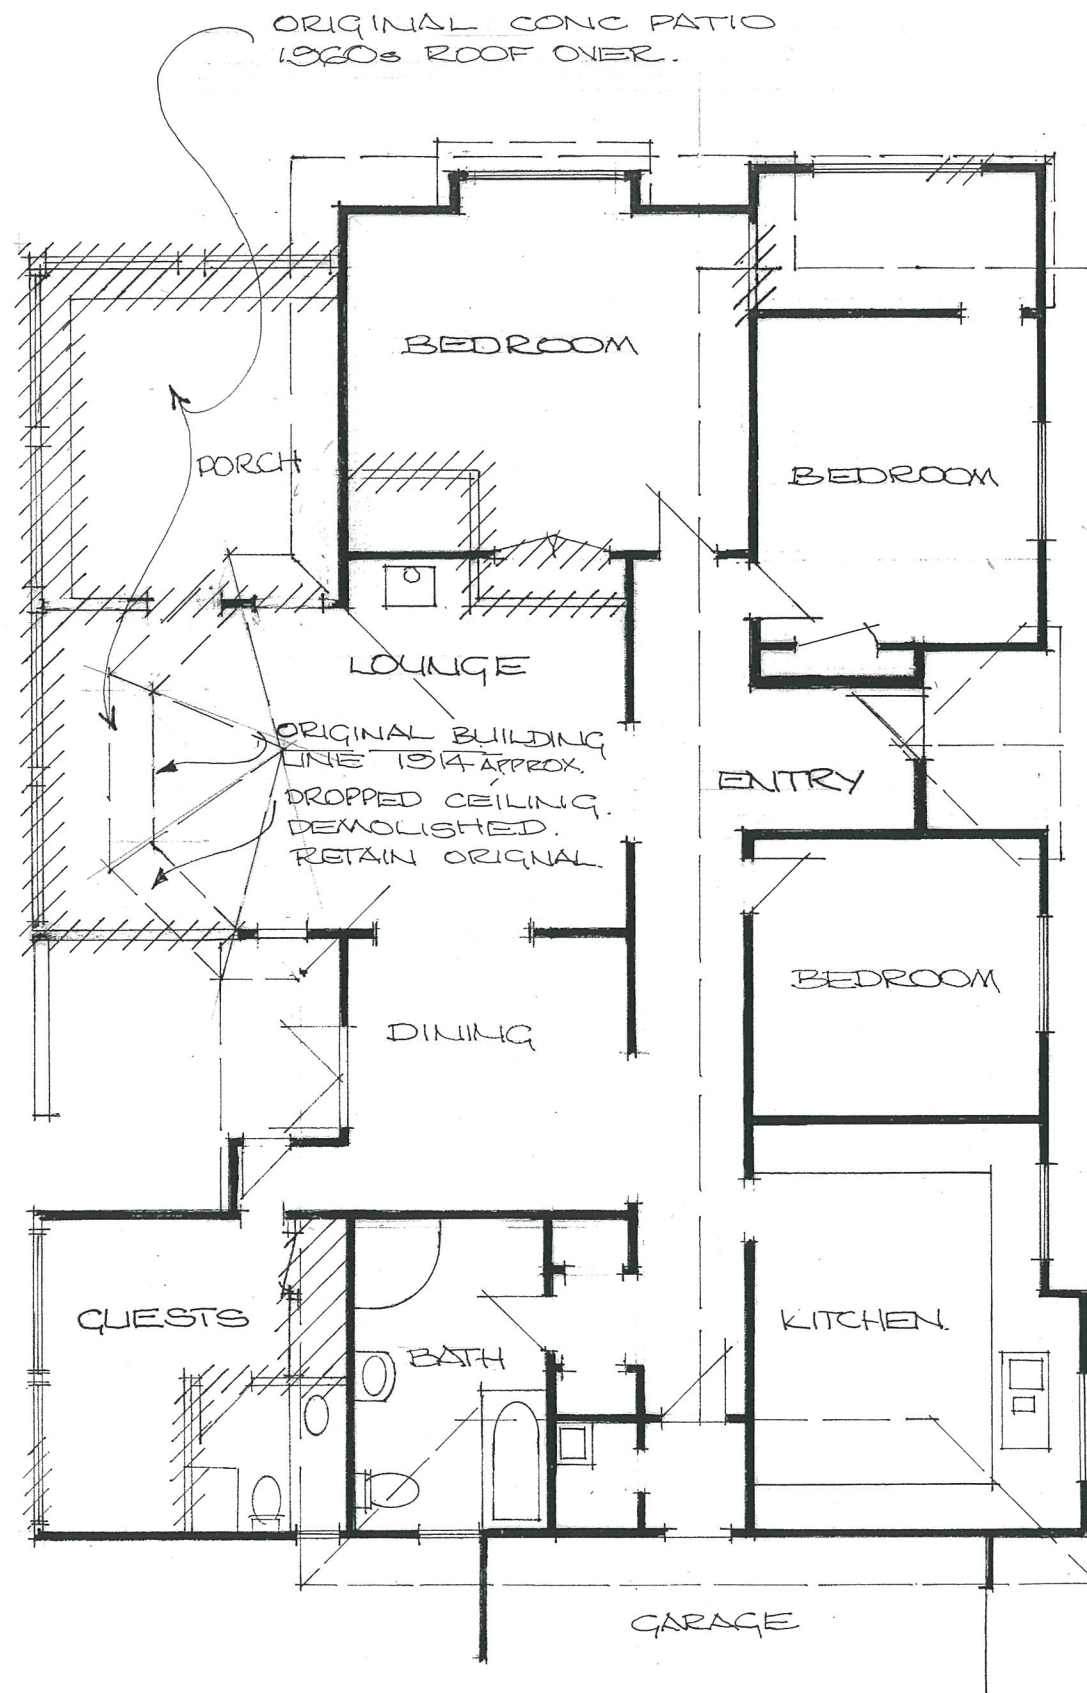 ORIGINAL CONC PATIO
1960s ROOF OVER.
BEDROOM
PORCH
BEDROOM
LOUNGE
ORIGINAL BUILDING
LINE 1914 APPROX.
DROPPED CEILING.
DEMOLISHED.
RETAIN ORIGNAL.
ENTRY
BEDROOM
DINING
GUESTS
BATH
KITCHEN.
GARAGE